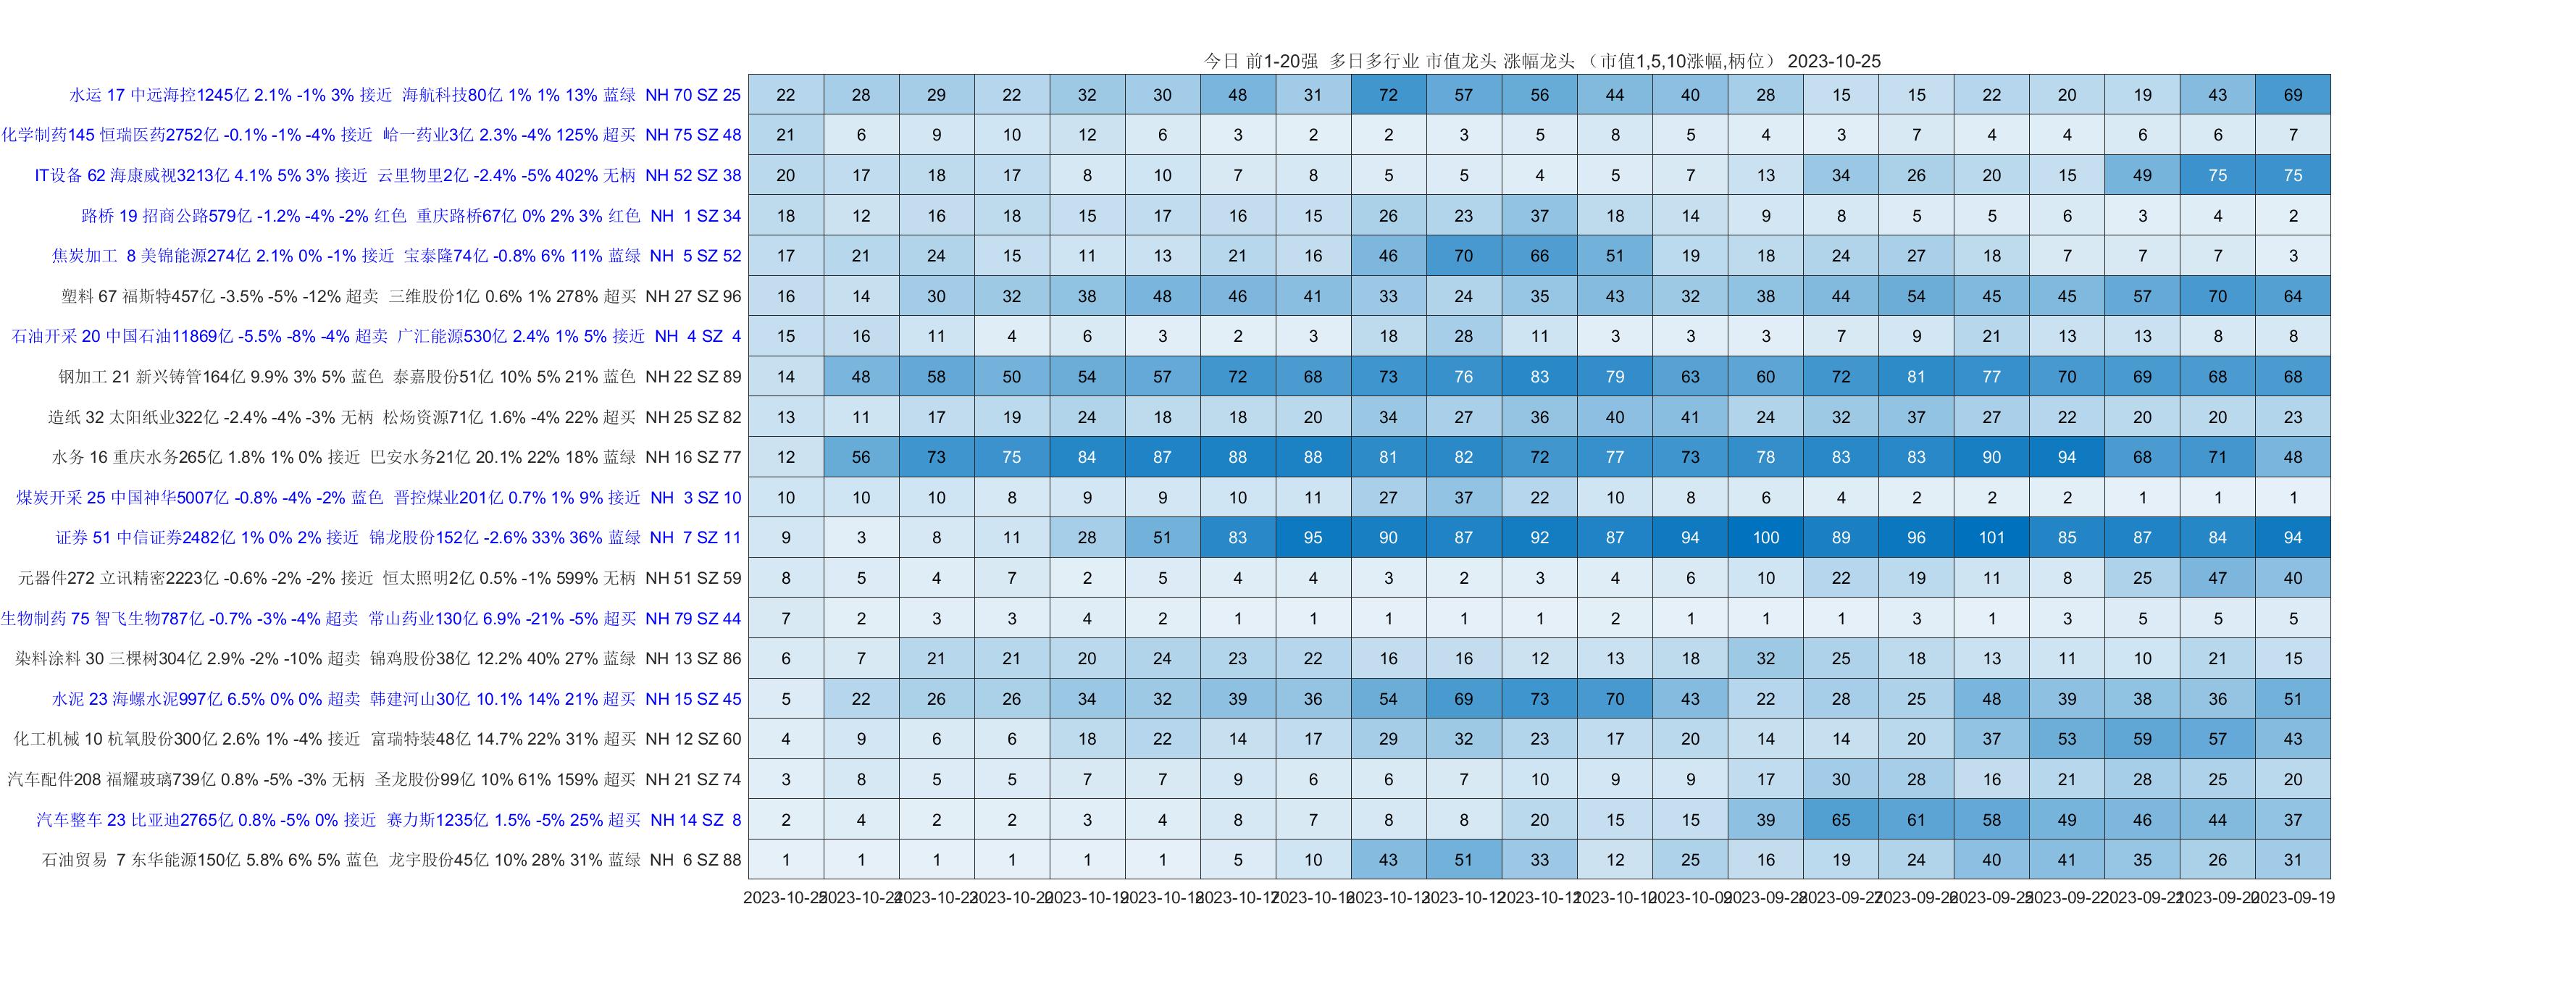 今日 前1-20强 多日多行业 市值龙头 涨幅龙头 （市值1,5,10涨幅,柄位） 2023-10-25
水运 17 中远海控1245亿 2.1% -1% 3% 接近 海航科技80亿 1% 1% 13% 蓝绿 NH 70 SZ 25 22 28 29 22 32 30 48 31 72 57 56 44 40 28 15 15 22 20 19 43 69
化学制药145 恒瑞医药2752亿 -0.1% -1% -4% 接近 峆一药业3亿 2.3% -4% 125% 超买 NH 75 SZ 48 21 6 9 10 12 6 3 2 2 3 5 8 5 4 3 7 4 4 6 6 7
IT设备 62 海康威视3213亿 4.1% 5% 3% 接近 云里物里2亿 -2.4% -5% 402% 无柄 NH 52 SZ 38 20 17 18 17 8 10 7 8 5 5 4 5 7 13 34 26 20 15 49 75 75
路桥 19 招商公路579亿 -1.2% -4% -2% 红色 重庆路桥67亿 0% 2% 3% 红色 NH 1 SZ 34 18 12 16 18 15 17 16 15 26 23 37 18 14 9 8 5 5 6 3 4 2
焦炭加工 8 美锦能源274亿 2.1% 0% -1% 接近 宝泰隆74亿 -0.8% 6% 11% 蓝绿 NH 5 SZ 52 17 21 24 15 11 13 21 16 46 70 66 51 19 18 24 27 18 7 7 7 3
塑料 67 福斯特457亿 -3.5% -5% -12% 超卖 三维股份1亿 0.6% 1% 278% 超买 NH 27 SZ 96 16 14 30 32 38 48 46 41 33 24 35 43 32 38 44 54 45 45 57 70 64
石油开采 20 中国石油11869亿 -5.5% -8% -4% 超卖 广汇能源530亿 2.4% 1% 5% 接近 NH 4 SZ 4 15 16 11 4 6 3 2 3 18 28 11 3 3 3 7 9 21 13 13 8 8
钢加工 21 新兴铸管164亿 9.9% 3% 5% 蓝色 泰嘉股份51亿 10% 5% 21% 蓝色 NH 22 SZ 89 14 48 58 50 54 57 72 68 73 76 83 79 63 60 72 81 77 70 69 68 68
造纸 32 太阳纸业322亿 -2.4% -4% -3% 无柄 松炀资源71亿 1.6% -4% 22% 超买 NH 25 SZ 82 13 11 17 19 24 18 18 20 34 27 36 40 41 24 32 37 27 22 20 20 23
水务 16 重庆水务265亿 1.8% 1% 0% 接近 巴安水务21亿 20.1% 22% 18% 蓝绿 NH 16 SZ 77 12 56 73 75 84 87 88 88 81 82 72 77 73 78 83 83 90 94 68 71 48
煤炭开采 25 中国神华5007亿 -0.8% -4% -2% 蓝色 晋控煤业201亿 0.7% 1% 9% 接近 NH 3 SZ 10 10 10 10 8 9 9 10 11 27 37 22 10 8 6 4 2 2 2 1 1 1
证券 51 中信证券2482亿 1% 0% 2% 接近 锦龙股份152亿 -2.6% 33% 36% 蓝绿 NH 7 SZ 11 9 3 8 11 28 51 83 95 90 87 92 87 94 100 89 96 101 85 87 84 94
元器件272 立讯精密2223亿 -0.6% -2% -2% 接近 恒太照明2亿 0.5% -1% 599% 无柄 NH 51 SZ 59 8 5 4 7 2 5 4 4 3 2 3 4 6 10 22 19 11 8 25 47 40
生物制药 75 智飞生物787亿 -0.7% -3% -4% 超卖 常山药业130亿 6.9% -21% -5% 超买 NH 79 SZ 44 7 2 3 3 4 2 1 1 1 1 1 2 1 1 1 3 1 3 5 5 5
染料涂料 30 三棵树304亿 2.9% -2% -10% 超卖 锦鸡股份38亿 12.2% 40% 27% 蓝绿 NH 13 SZ 86 6 7 21 21 20 24 23 22 16 16 12 13 18 32 25 18 13 11 10 21 15
水泥 23 海螺水泥997亿 6.5% 0% 0% 超卖 韩建河山30亿 10.1% 14% 21% 超买 NH 15 SZ 45 5 22 26 26 34 32 39 36 54 69 73 70 43 22 28 25 48 39 38 36 51
化工机械 10 杭氧股份300亿 2.6% 1% -4% 接近 富瑞特装48亿 14.7% 22% 31% 超买 NH 12 SZ 60 4 9 6 6 18 22 14 17 29 32 23 17 20 14 14 20 37 53 59 57 43
汽车配件208 福耀玻璃739亿 0.8% -5% -3% 无柄 圣龙股份99亿 10% 61% 159% 超买 NH 21 SZ 74 3 8 5 5 7 7 9 6 6 7 10 9 9 17 30 28 16 21 28 25 20
汽车整车 23 比亚迪2765亿 0.8% -5% 0% 接近 赛力斯1235亿 1.5% -5% 25% 超买 NH 14 SZ 8 2 4 2 2 3 4 8 7 8 8 20 15 15 39 65 61 58 49 46 44 37
石油贸易 7 东华能源150亿 5.8% 6% 5% 蓝色 龙宇股份45亿 10% 28% 31% 蓝绿 NH 6 SZ 88 1 1 1 1 1 1 5 10 43 51 33 12 25 16 19 24 40 41 35 26 31
2023-10-25 2023-10-24 2023-10-23 2023-10-20 2023-10-19 2023-10-18 2023-10-17 2023-10-16 2023-10-13 2023-10-12 2023-10-11 2023-10-10 2023-10-09 2023-09-28 2023-09-27 2023-09-26 2023-09-25 2023-09-22 2023-09-21 2023-09-20 2023-09-19